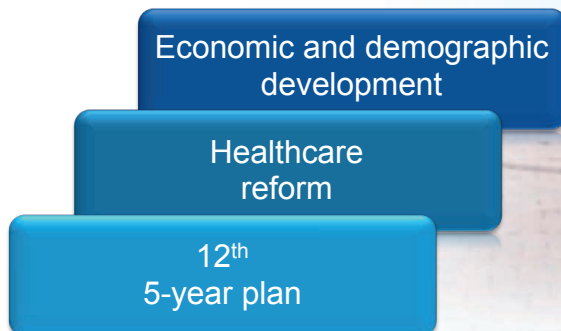 Economic and demographic
development
Healthcare
reform
12th
5-year plan